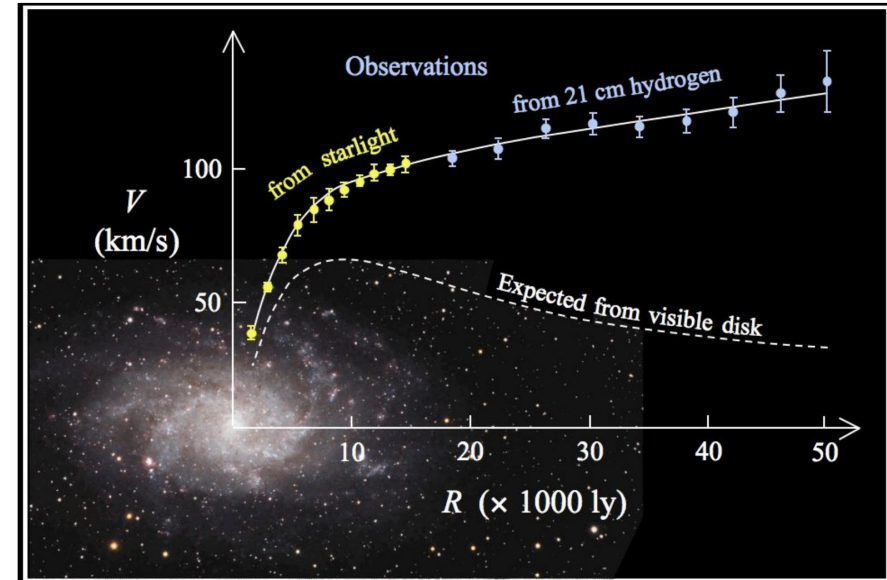 Observations
from 21 cm hydrogen
from starlight
100
V
(km/s)
50
Expected from visible disk
10 20 30 40 50
R (× 1000 ly)